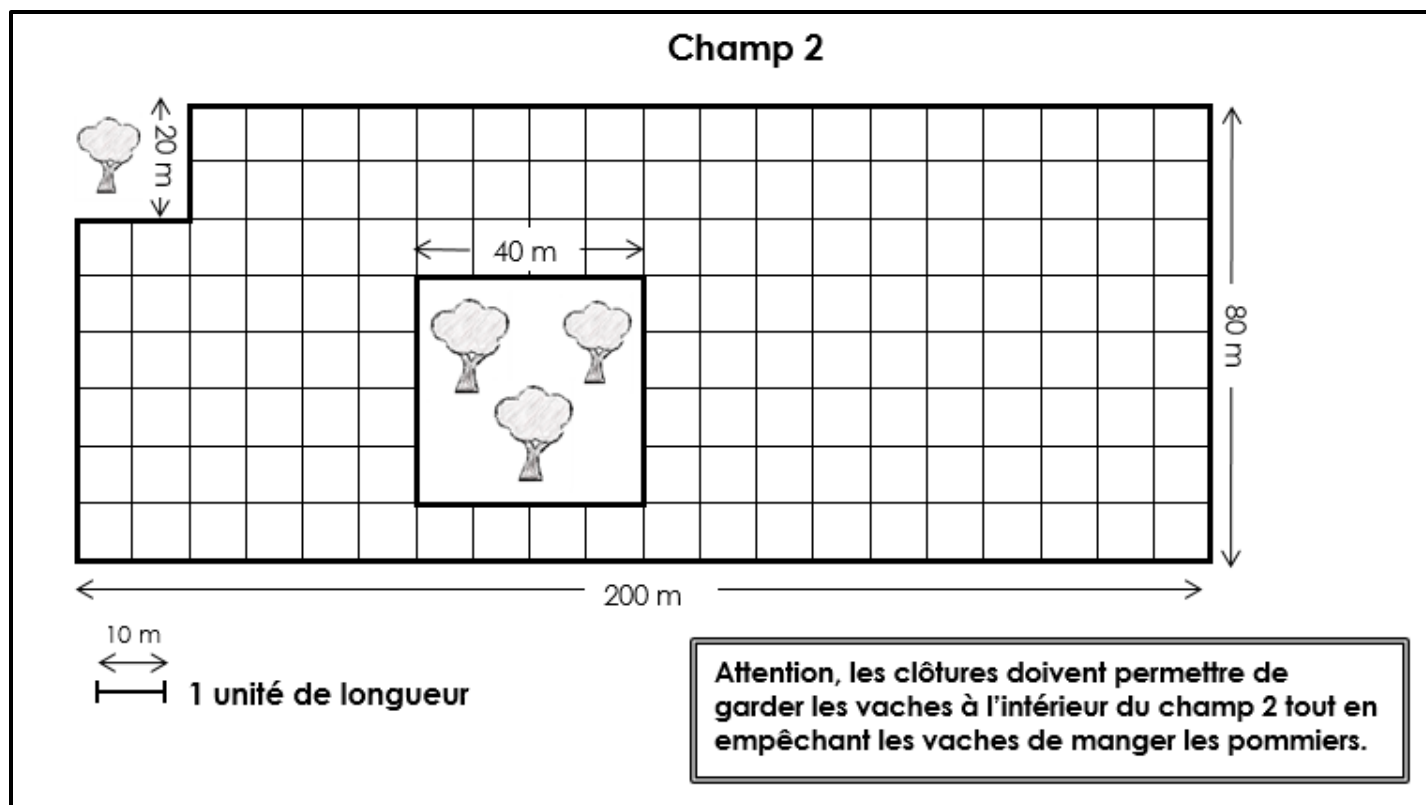 Champ 2
20 m
40 m
80 m
200 m
10 m
1 unité de longueur
Attention, les clôtures doivent permettre de
garder les vaches à l'intérieur du champ 2 tout en
empêchant les vaches de manger les pommiers.